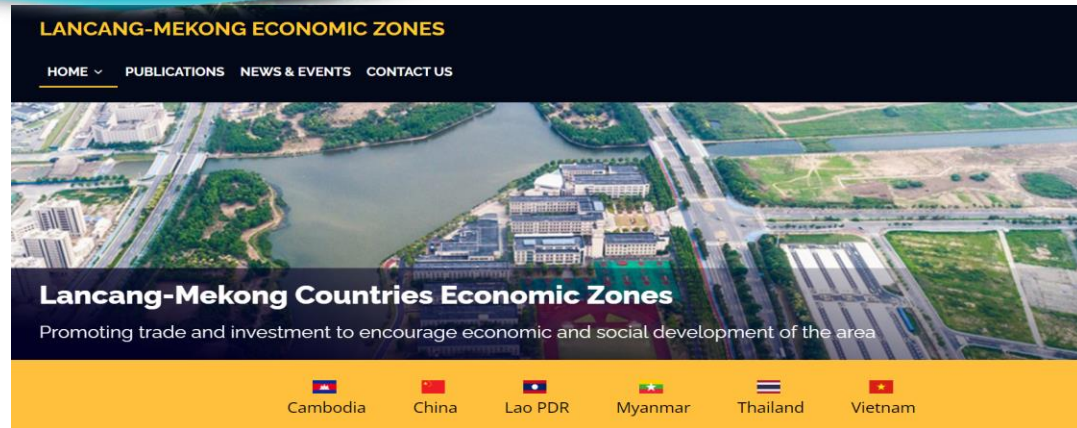 LANCANG-MEKONG ECONOMIC ZONES
HOME PUBLICATIONS NEWS & EVENTS CONTACT US
Lancang-Mekong Countries Economic Zones
Promoting trade and investment to encourage economic and social development of the area
Cambodia China Lao PDR Myanmar Thailand Vietnam